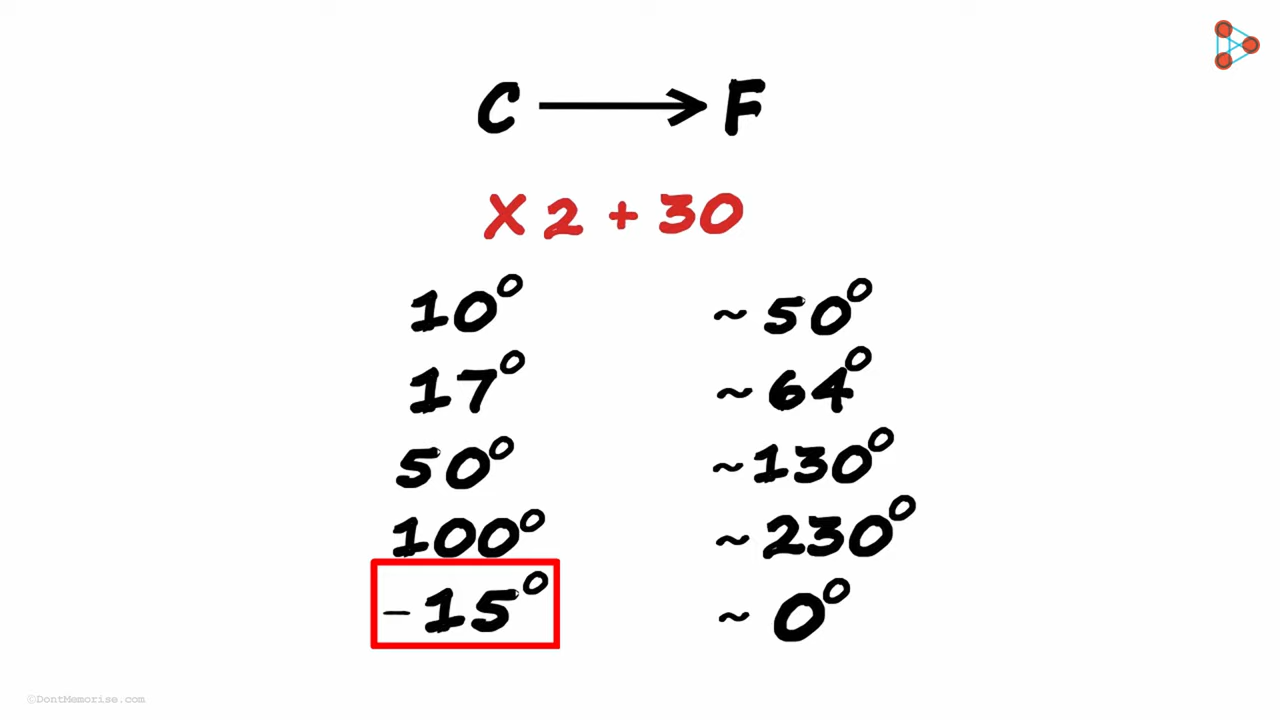 C → F
X 2 + 30
10° ~ 50°
17° ~ 64°
50° ~ 130°
100° ~ 230°
-15° ~ 0°
©DontMemorise.com